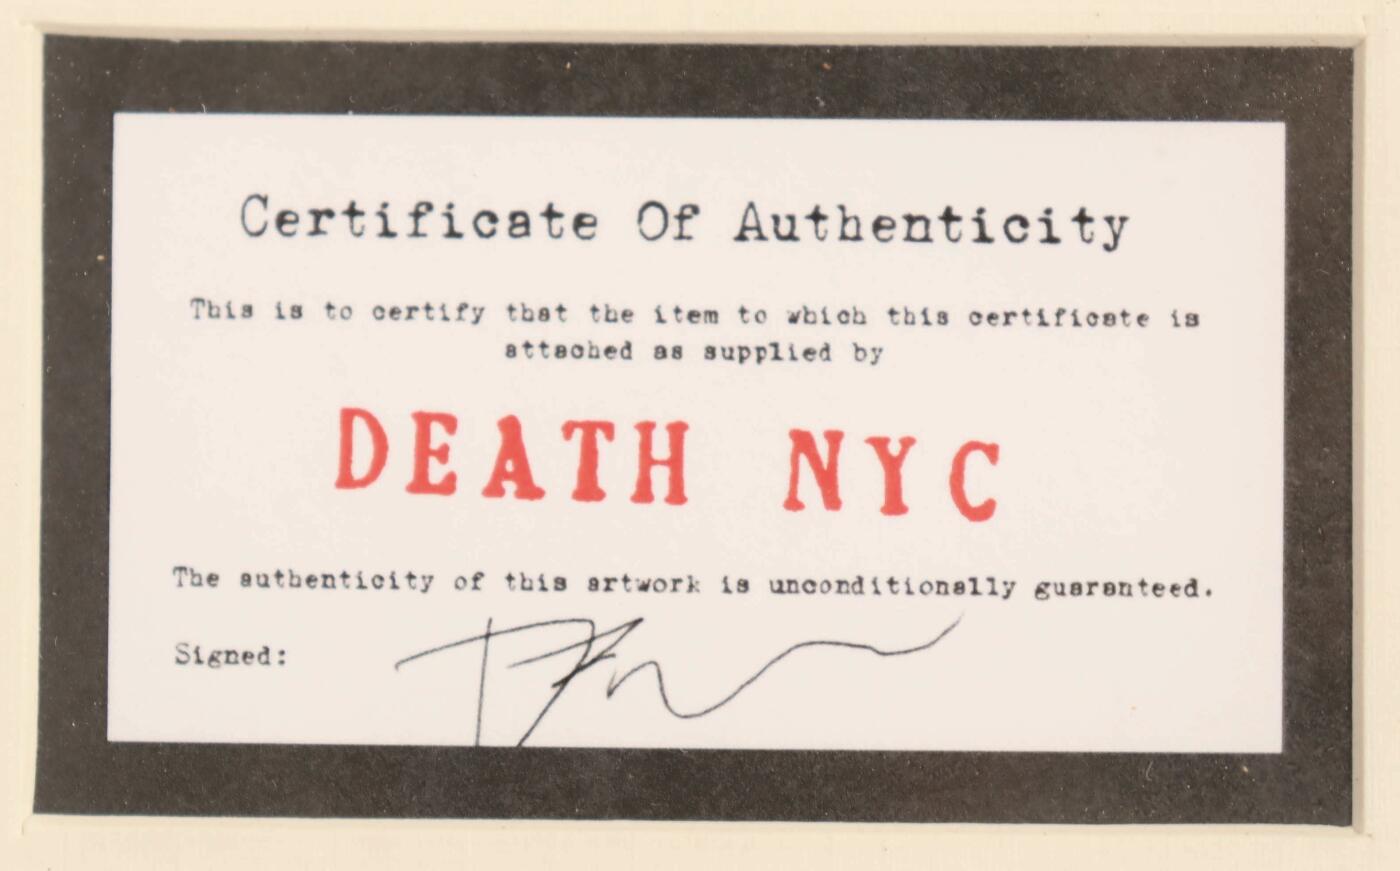 Certificate Of Authenticity
This is to certify that the item to which this certificate is
attached as supplied by
DEATH NYC
The authenticity of this artwork is unconditionally guaranteed.
Signed: